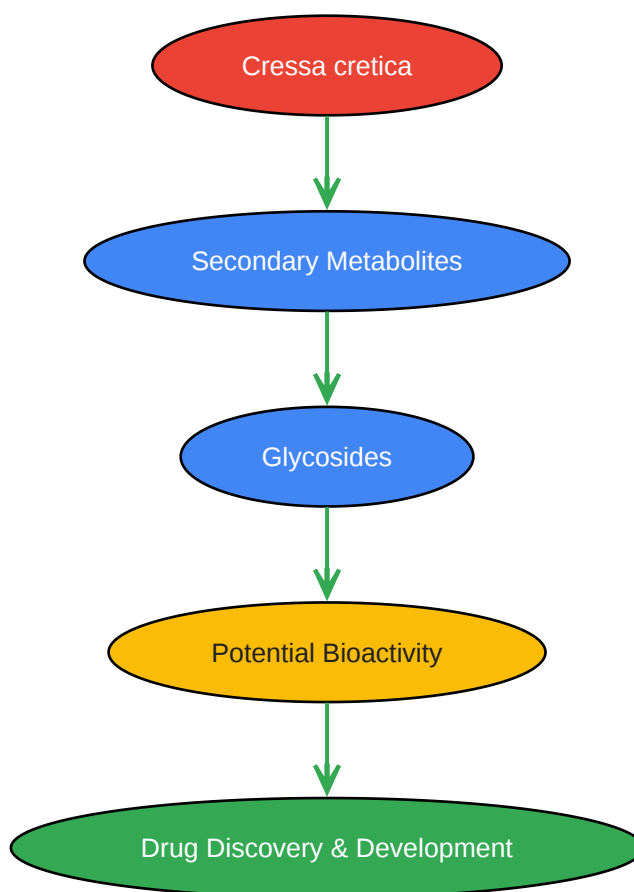 Cressa cretica
Secondary Metabolites
Glycosides
Potential Bioactivity
Drug Discovery & Development